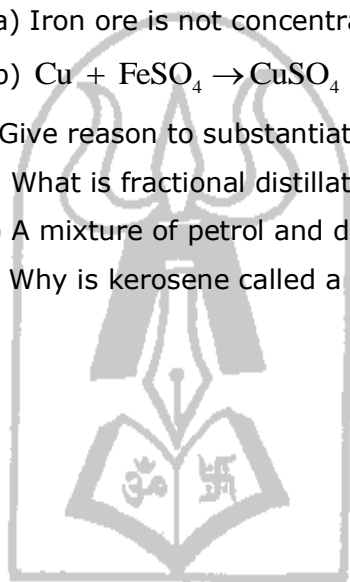 a) Iron ore is not concentra
b) Cu + FeSO₄ → CuSO₄
Give reason to substantiat
What is fractional distillat
) A mixture of petrol and d
Why is kerosene called a
ॐ 卐